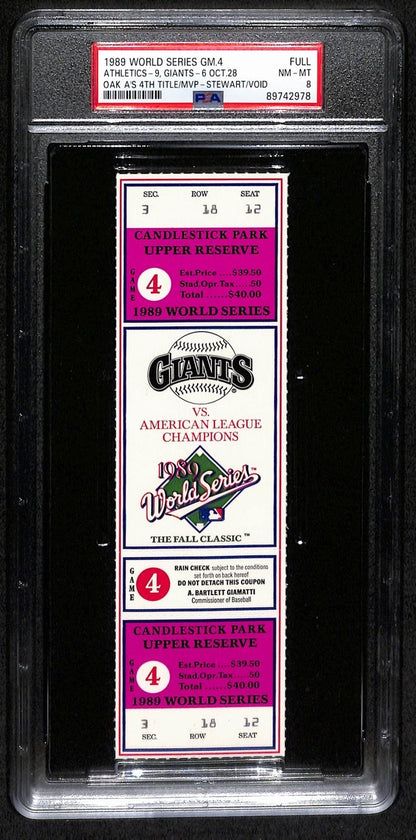 1989 WORLD SERIES GM.4 FULL
ATHLETICS-9, GIANTS-6 OCT.28 NM-MT
OAK A'S 4TH TITLE/MVP-STEWART/VOID 8
PSA 89742978
SEC. ROW SEAT
3 18 12
CANDLESTICK PARK
UPPER RESERVE
GAME
4
Est.Price ....$39.50
Stad.Opr.Tax.....50
Total ......$40.00
1989 WORLD SERIES
GIANTS
VS.
AMERICAN LEAGUE
CHAMPIONS
1989
World Series™
THE FALL CLASSIC™
GAME
4
RAIN CHECK subject to the conditions
set forth on back hereof
DO NOT DETACH THIS COUPON
A. BARTLETT GIAMATTI
Commissioner of Baseball
CANDLESTICK PARK
UPPER RESERVE
GAME
4
Est.Price ....$39.50
Stad.Opr.Tax.....50
Total ......$40.00
1989 WORLD SERIES
3 18 12
SEC. ROW SEAT